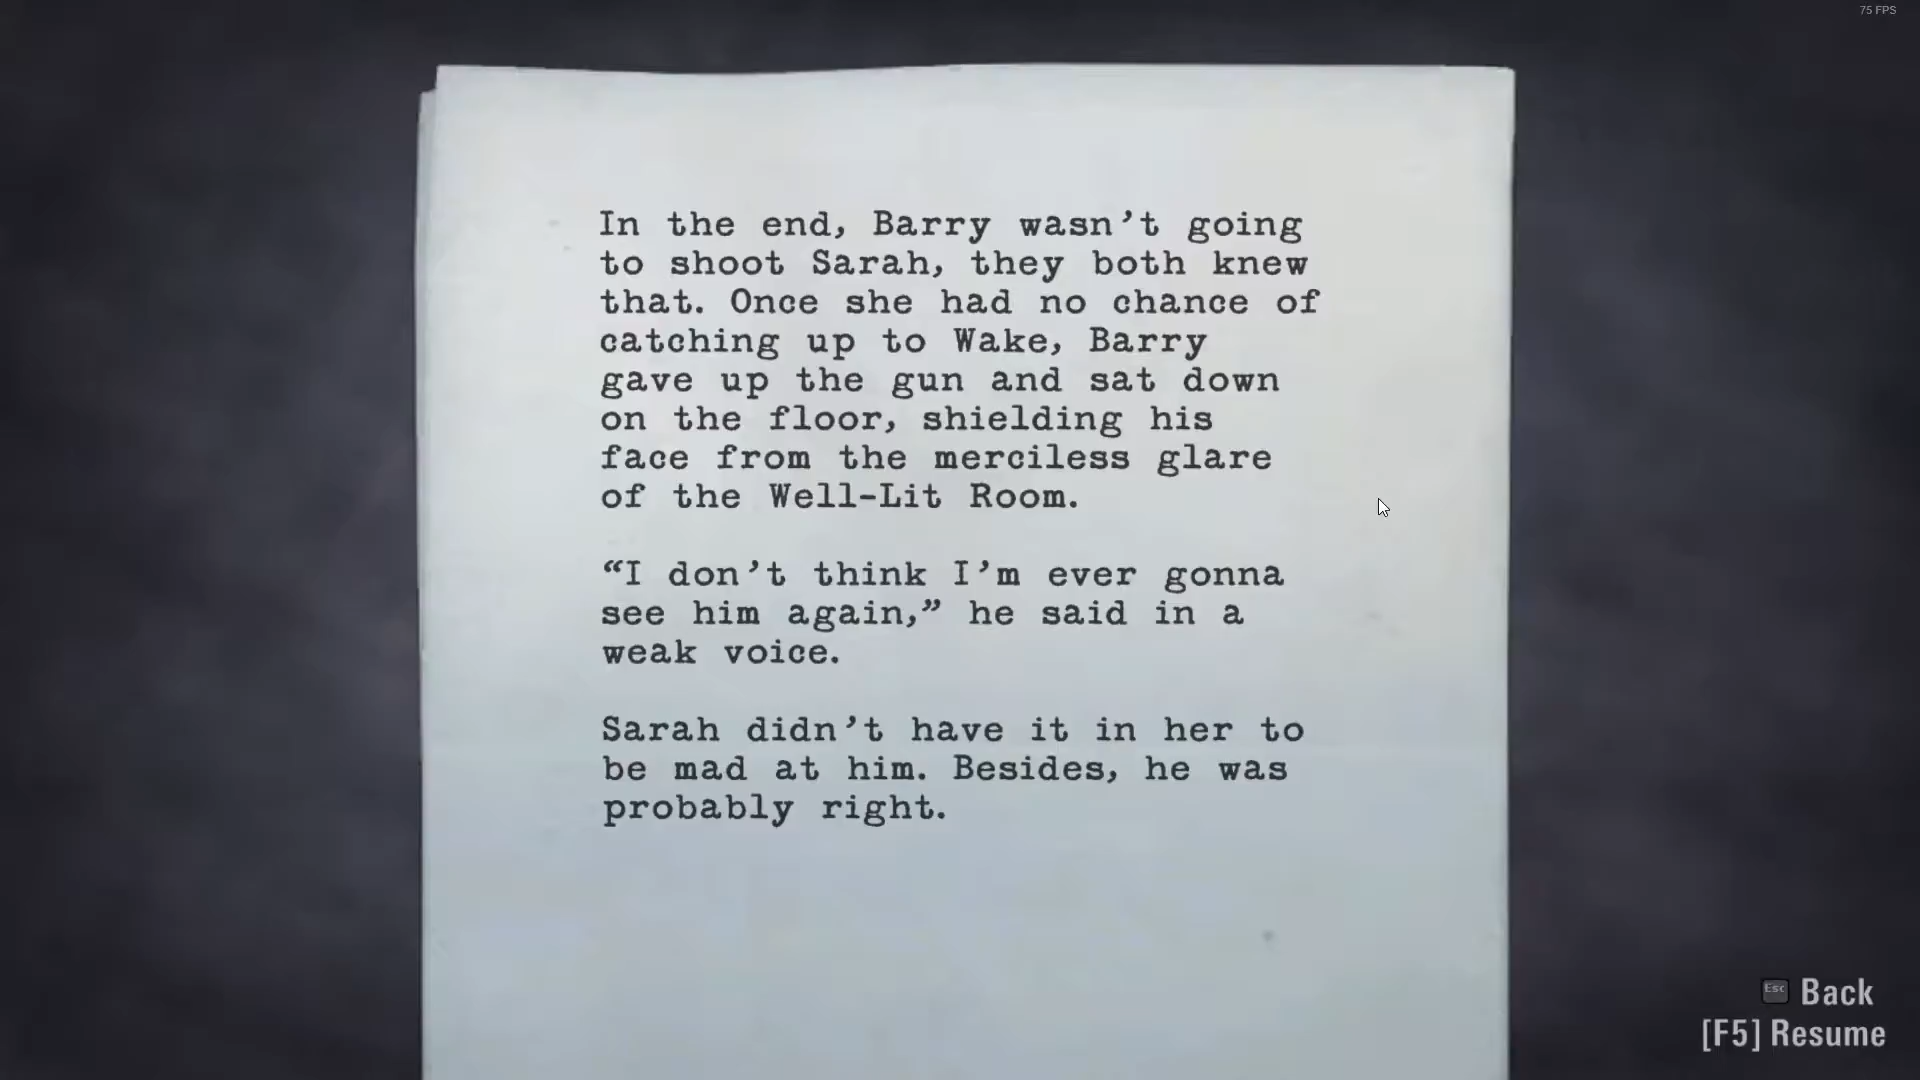 75 FPS
In the end, Barry wasn’t going
to shoot Sarah, they both knew
that. Once she had no chance of
catching up to Wake, Barry
gave up the gun and sat down
on the floor, shielding his
face from the merciless glare
of the Well-Lit Room.
“I don’t think I’m ever gonna
see him again,” he said in a
weak voice.
Sarah didn’t have it in her to
be mad at him. Besides, he was
probably right.
Esc Back
[F5] Resume